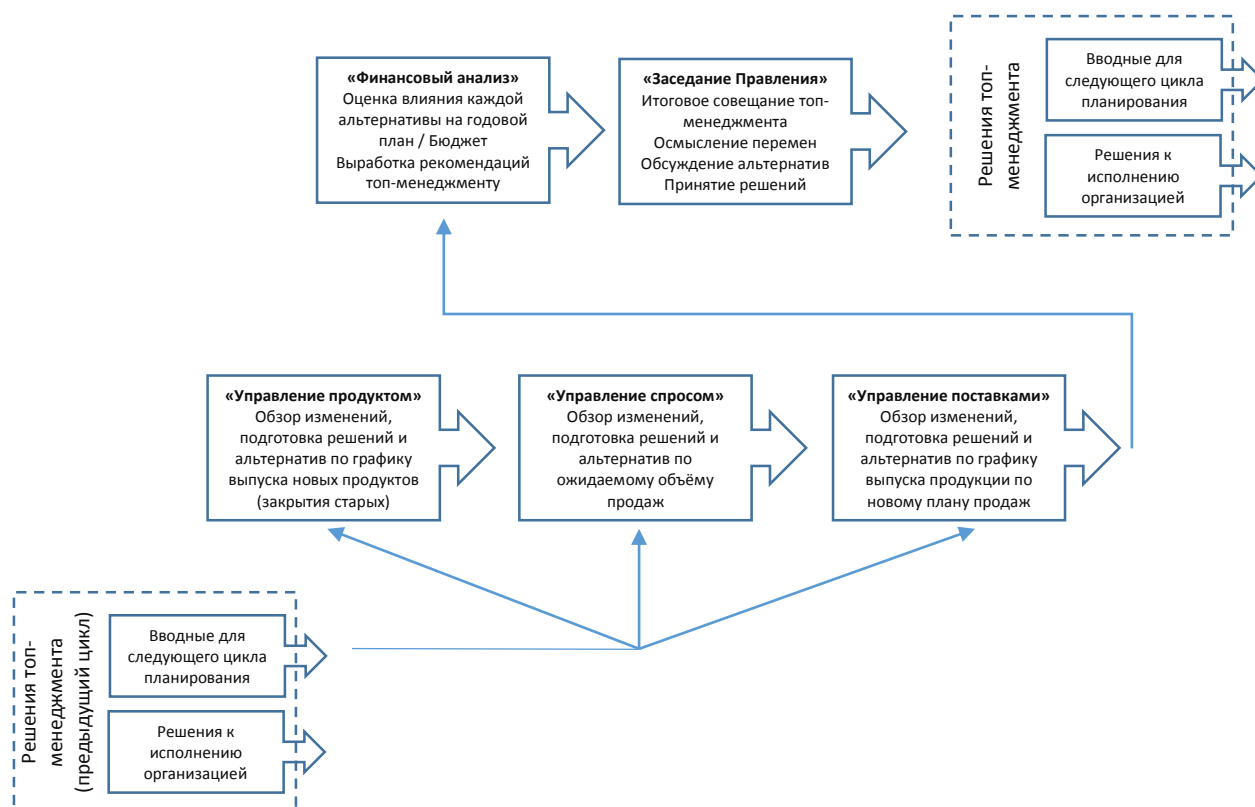 «Финансовый анализ»
Оценка влияния каждой
альтернативы на годовой
план / Бюджет
Выработка рекомендаций
топ-менеджменту
«Заседание Правления»
Итоговое совещание топ-
менеджмента
Осмысление перемен
Обсуждение альтернатив
Принятие решений
Решения топ-
менеджмента
Вводные для
следующего цикла
планирования
Решения к
исполнению
организацией
«Управление продуктом»
Обзор изменений,
подготовка решений и
альтернатив по графику
выпуска новых продуктов
(закрытия старых)
«Управление спросом»
Обзор изменений,
подготовка решений и
альтернатив по
ожидаемому объёму
продаж
«Управление поставками»
Обзор изменений,
подготовка решений и
альтернатив по графику
выпуска продукции по
новому плану продаж
Решения топ-
менеджмента
(предыдущий цикл)
Вводные для
следующего цикла
планирования
Решения к
исполнению
организацией